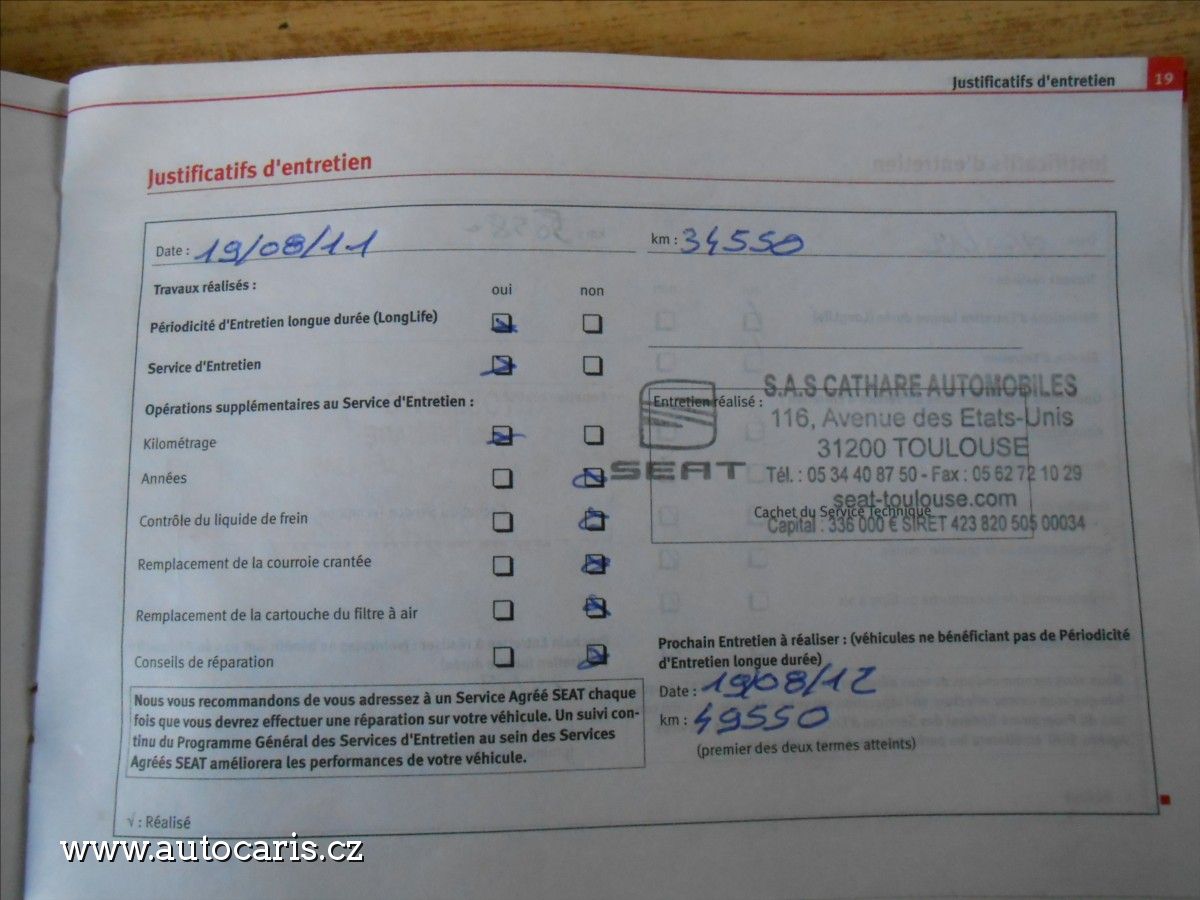 Justificatifs d'entretien 19
Justificatifs d'entretien
Date : 19/08/11 km : 34550
Travaux réalisés : oui non
Périodicité d'Entretien longue durée (LongLife)
Service d'Entretien
Opérations supplémentaires au Service d'Entretien :
Kilométrage
Années
Contrôle du liquide de frein
Remplacement de la courroie crantée
Remplacement de la cartouche du filtre à air
Conseils de réparation
Entretien réalisé :
SEAT
S.A.S CATHARE AUTOMOBILES
116, Avenue des Etats-Unis
31200 TOULOUSE
Tél. : 05 34 40 87 50 - Fax : 05 62 72 10 29
seat-toulouse.com
Cachet du Service Technique
Capital : 336 000 € SIRET 423 820 505 00034
Nous vous recommandons de vous adressez à un Service Agréé SEAT chaque
fois que vous devrez effectuer une réparation sur votre véhicule. Un suivi con-
tinu du Programme Général des Services d'Entretien au sein des Services
Agréés SEAT améliorera les performances de votre véhicule.
Prochain Entretien à réaliser : (véhicules ne bénéficiant pas de Périodicité
d'Entretien longue durée)
Date : 19/08/12
km : 49550
(premier des deux termes atteints)
√ : Réalisé
www.autocaris.cz